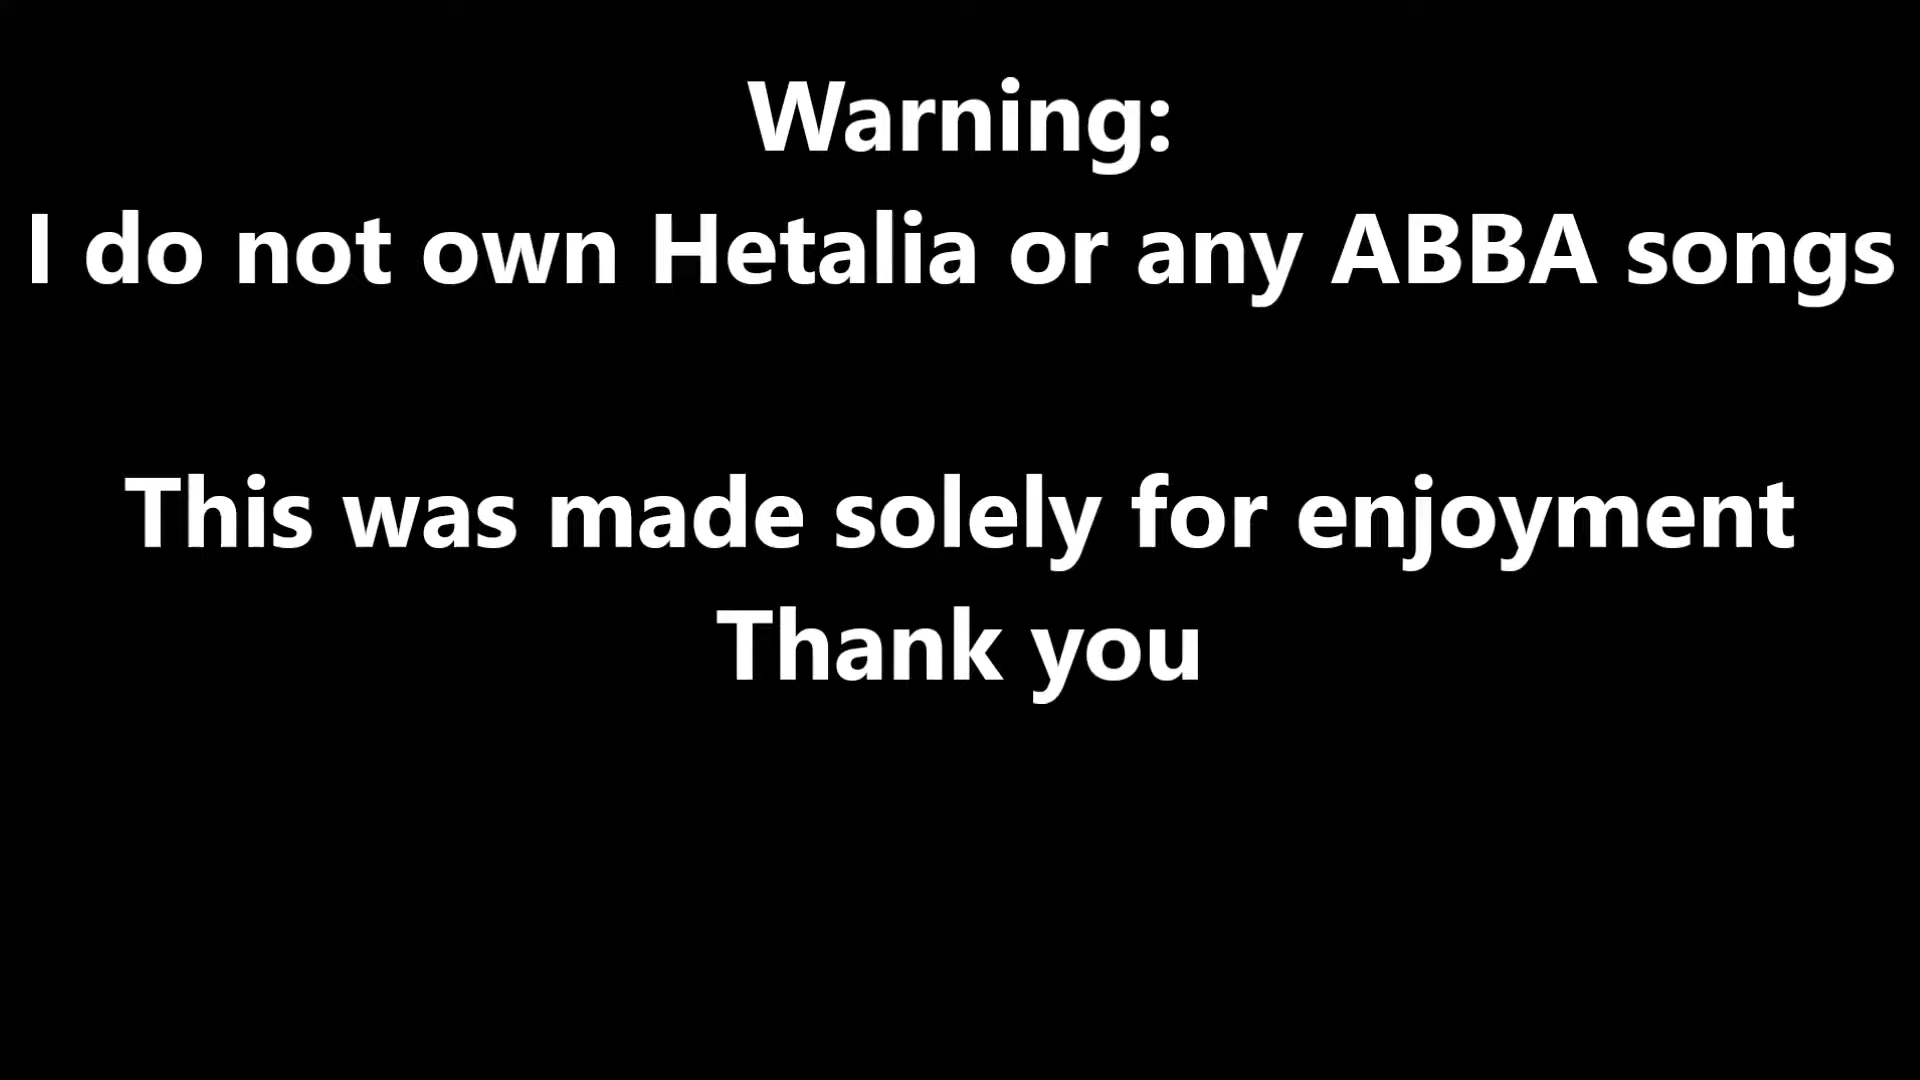 Warning:
I do not own Hetalia or any ABBA songs
This was made solely for enjoyment
Thank you